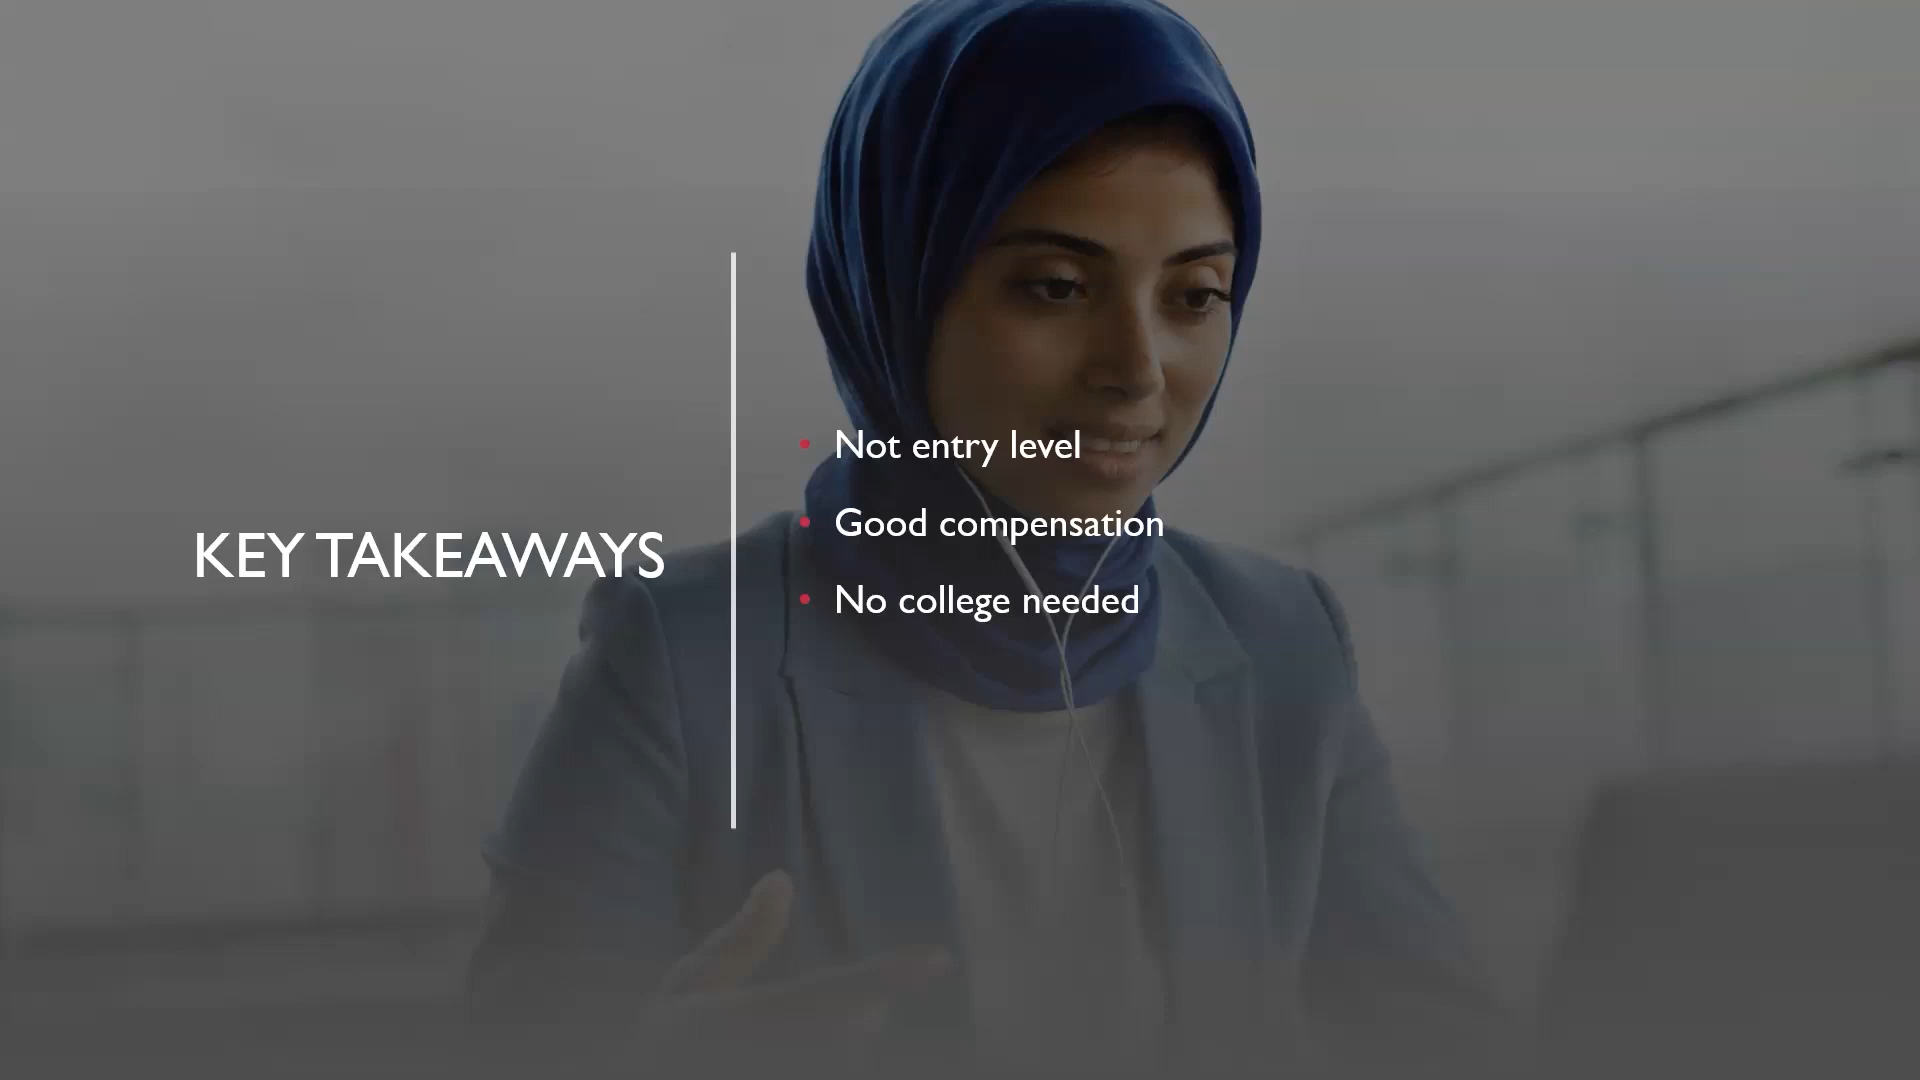 KEY TAKEAWAYS
Not entry level
Good compensation
No college needed